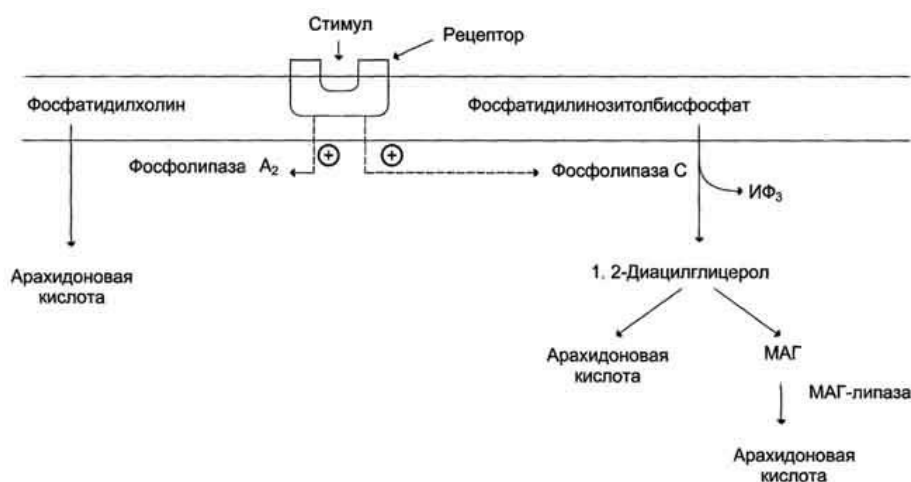 Стимул
Рецептор
Фосфатидилхолин
Фосфатидилинозитолбисфосфат
Фосфолипаза А₂
Фосфолипаза С
ИФ₃
Арахидоновая
кислота
1, 2-Диацилглицерол
Арахидоновая
кислота
МАГ
МАГ-липаза
Арахидоновая
кислота